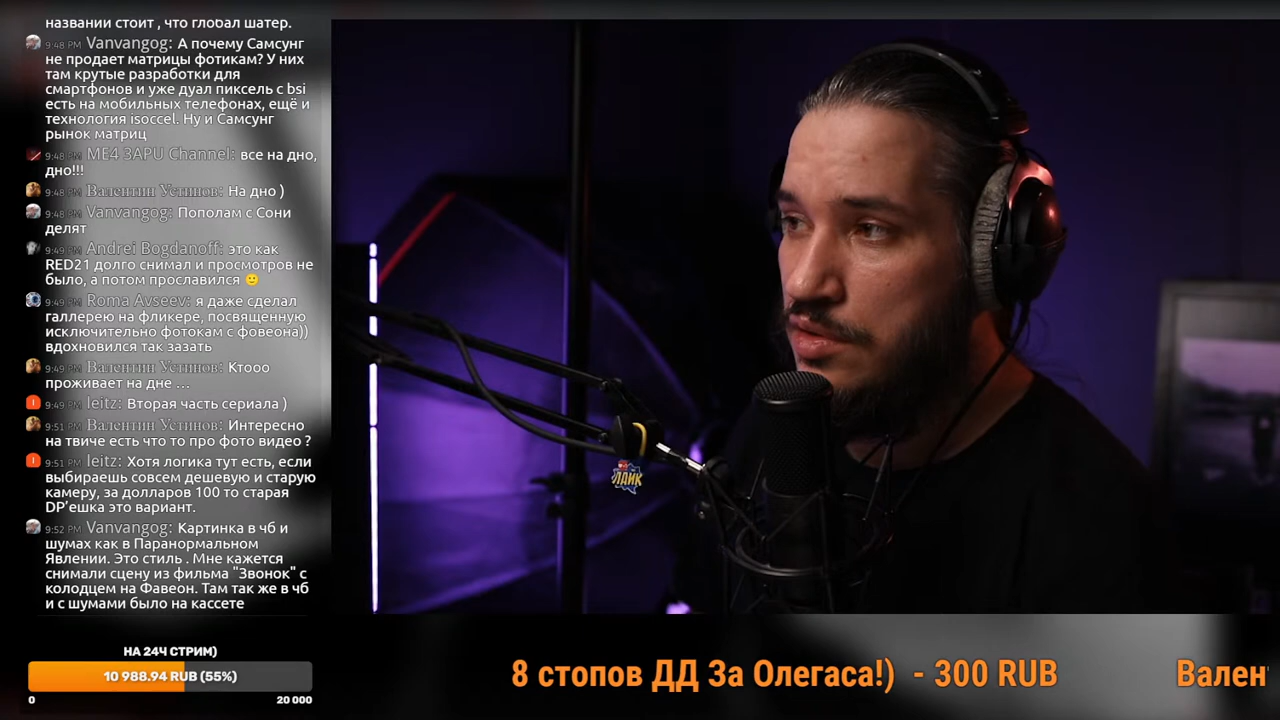 названии стоит , что глобал шатер.
9:48 PM Vanvangog: А почему Самсунг
не продает матрицы фотикам? У них
там крутые разработки для
смартфонов и уже дуал пиксель с bsi
есть на мобильных телефонах, ещё и
технология isoccel. Ну и Самсунг
рынок матриц
9:48 PM ME4 3APU Channel: все на дно,
дно!!!
9:48 PM Валентин Устинов: На дно )
9:48 PM Vanvangog: Пополам с Сони
делят
9:49 PM Andrei Bogdanoff: это как
RED21 долго снимал и просмотров не
было, а потом прославился 🙂
9:49 PM Roma Avseev: я даже сделал
галлерею на фликере, посвященную
исключительно фотокам с фовеона))
вдохновился так зазать
9:49 PM Валентин Устинов: Ктооо
проживает на дне ...
9:49 PM leitz: Вторая часть сериала )
9:51 PM Валентин Устинов: Интересно
на твиче есть что то про фото видео ?
9:51 PM leitz: Хотя логика тут есть, если
выбираешь совсем дешевую и старую
камеру, за долларов 100 то старая
DP'ешка это вариант.
9:52 PM Vanvangog: Картинка в чб и
шумах как в Паранормальном
Явлении. Это стиль . Мне кажется
снимали сцену из фильма "Звонок" с
колодцем на Фавеон. Там так же в чб
и с шумами было на кассете
ЛАЙК
НА 24Ч СТРИМ)
10 988.94 RUB (55%)
0 20 000
8 стопов ДД За Олегаса!) - 300 RUB Вален